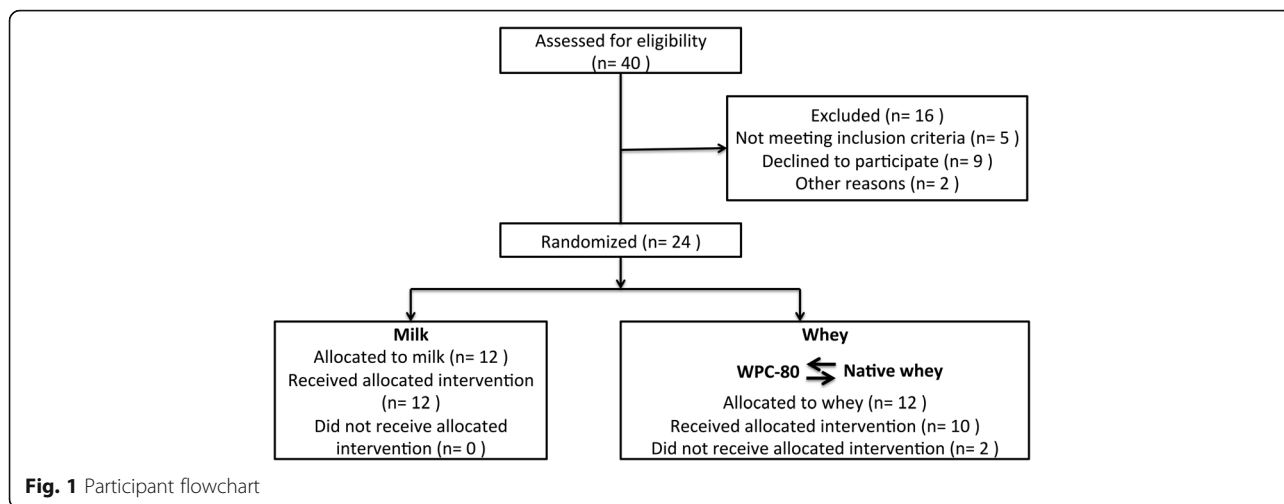 Assessed for eligibility
(n= 40 )
Excluded (n= 16 )
Not meeting inclusion criteria (n= 5 )
Declined to participate (n= 9 )
Other reasons (n= 2 )
Randomized (n= 24 )
Milk
Allocated to milk (n= 12 )
Received allocated intervention
(n= 12 )
Did not receive allocated
intervention (n= 0 )
Whey
WPC-80 Native whey
Allocated to whey (n= 12 )
Received allocated intervention (n= 10 )
Did not receive allocated intervention (n= 2 )
Fig. 1 Participant flowchart